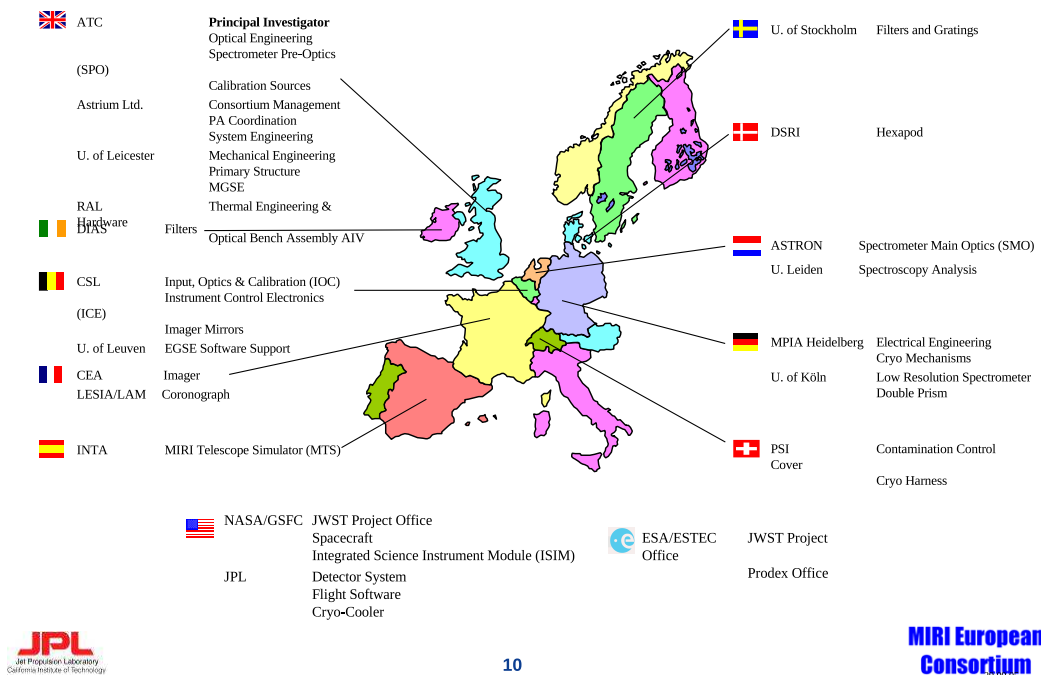 ATC Principal Investigator
Optical Engineering
Spectrometer Pre-Optics
(SPO)
Calibration Sources
Astrium Ltd. Consortium Management
PA Coordination
System Engineering
U. of Leicester Mechanical Engineering
Primary Structure
MGSE
RAL Thermal Engineering &
Hardware
DIAS Filters
Optical Bench Assembly AIV
CSL Input, Optics & Calibration (IOC)
Instrument Control Electronics
(ICE)
Imager Mirrors
U. of Leuven EGSE Software Support
CEA Imager
LESIA/LAM Coronograph
INTA MIRI Telescope Simulator (MTS)
U. of Stockholm Filters and Gratings
DSRI Hexapod
ASTRON Spectrometer Main Optics (SMO)
U. Leiden Spectroscopy Analysis
MPIA Heidelberg Electrical Engineering
Cryo Mechanisms
U. of Köln Low Resolution Spectrometer
Double Prism
PSI Contamination Control
Cover
Cryo Harness
NASA/GSFC JWST Project Office
Spacecraft
Integrated Science Instrument Module (ISIM)
JPL Detector System
Flight Software
Cryo-Cooler
e
ESA/ESTEC JWST Project
Office
Prodex Office
JPL
Jet Propulsion Laboratory
California Institute of Technology
10
MIRI European
Consortium